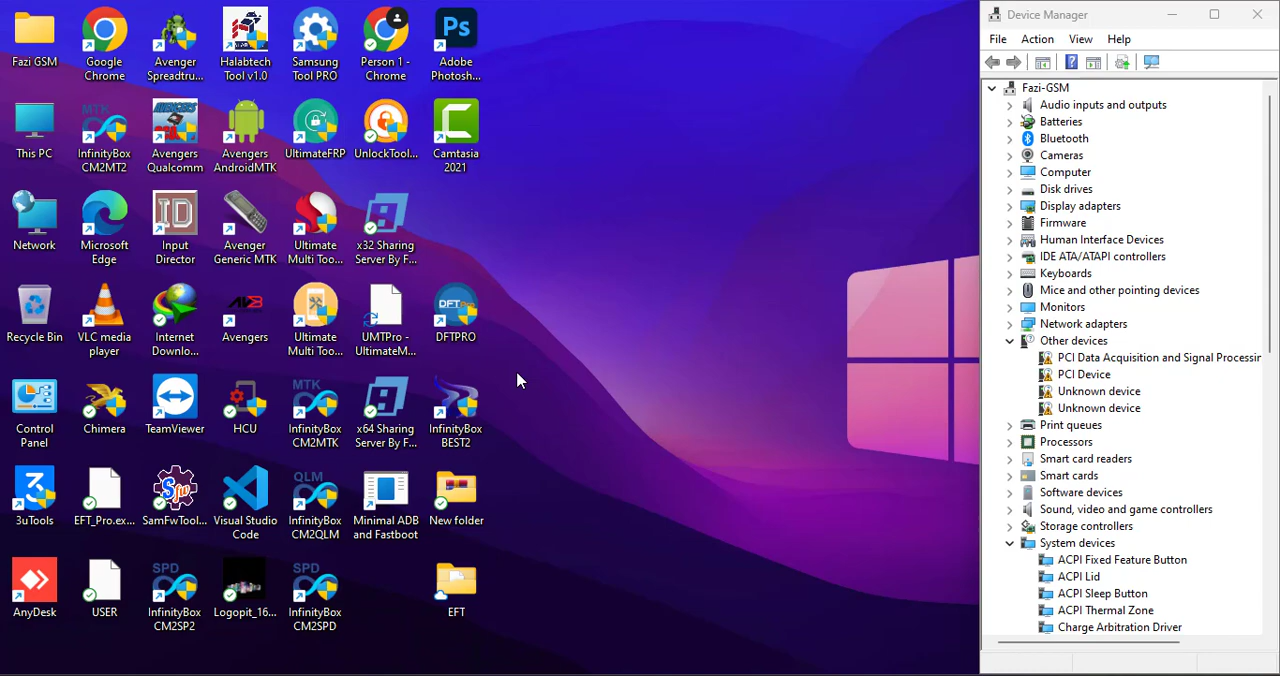 Fazi GSM
Google
Chrome
Avenger
Spreadtru...
Halabtech
Tool v1.0
Samsung
Tool PRO
Person 1 -
Chrome
Ps
Adobe
Photosh...
This PC
MTK
InfinityBox
CM2MT2
Avengers
Qualcomm
Avengers
AndroidMTK
UltimateFRP
UnlockTool...
Camtasia
2021
Network
Microsoft
Edge
ID
Input
Director
Avenger
Generic MTK
Ultimate
Multi Too...
x32 Sharing
Server By F...
Recycle Bin
VLC media
player
Internet
Downlo...
Avengers
Ultimate
Multi Too...
UMTPro -
UltimateM...
DFTPro
DFTPRO
Control
Panel
Chimera
TeamViewer
HCU
MTK
InfinityBox
CM2MTK
x64 Sharing
Server By F...
InfinityBox
BEST2
3uTools
EFT_Pro.ex...
SamFwTool...
Visual Studio
Code
QLM
InfinityBox
CM2QLM
Minimal ADB
and Fastboot
New folder
AnyDesk
USER
SPD
InfinityBox
CM2SP2
Logopit_16...
SPD
InfinityBox
CM2SPD
EFT
Device Manager
File Action View Help
Fazi-GSM
Audio inputs and outputs
Batteries
Bluetooth
Cameras
Computer
Disk drives
Display adapters
Firmware
Human Interface Devices
IDE ATA/ATAPI controllers
Keyboards
Mice and other pointing devices
Monitors
Network adapters
Other devices
PCI Data Acquisition and Signal Processin
PCI Device
Unknown device
Unknown device
Print queues
Processors
Smart card readers
Smart cards
Software devices
Sound, video and game controllers
Storage controllers
System devices
ACPI Fixed Feature Button
ACPI Lid
ACPI Sleep Button
ACPI Thermal Zone
Charge Arbitration Driver